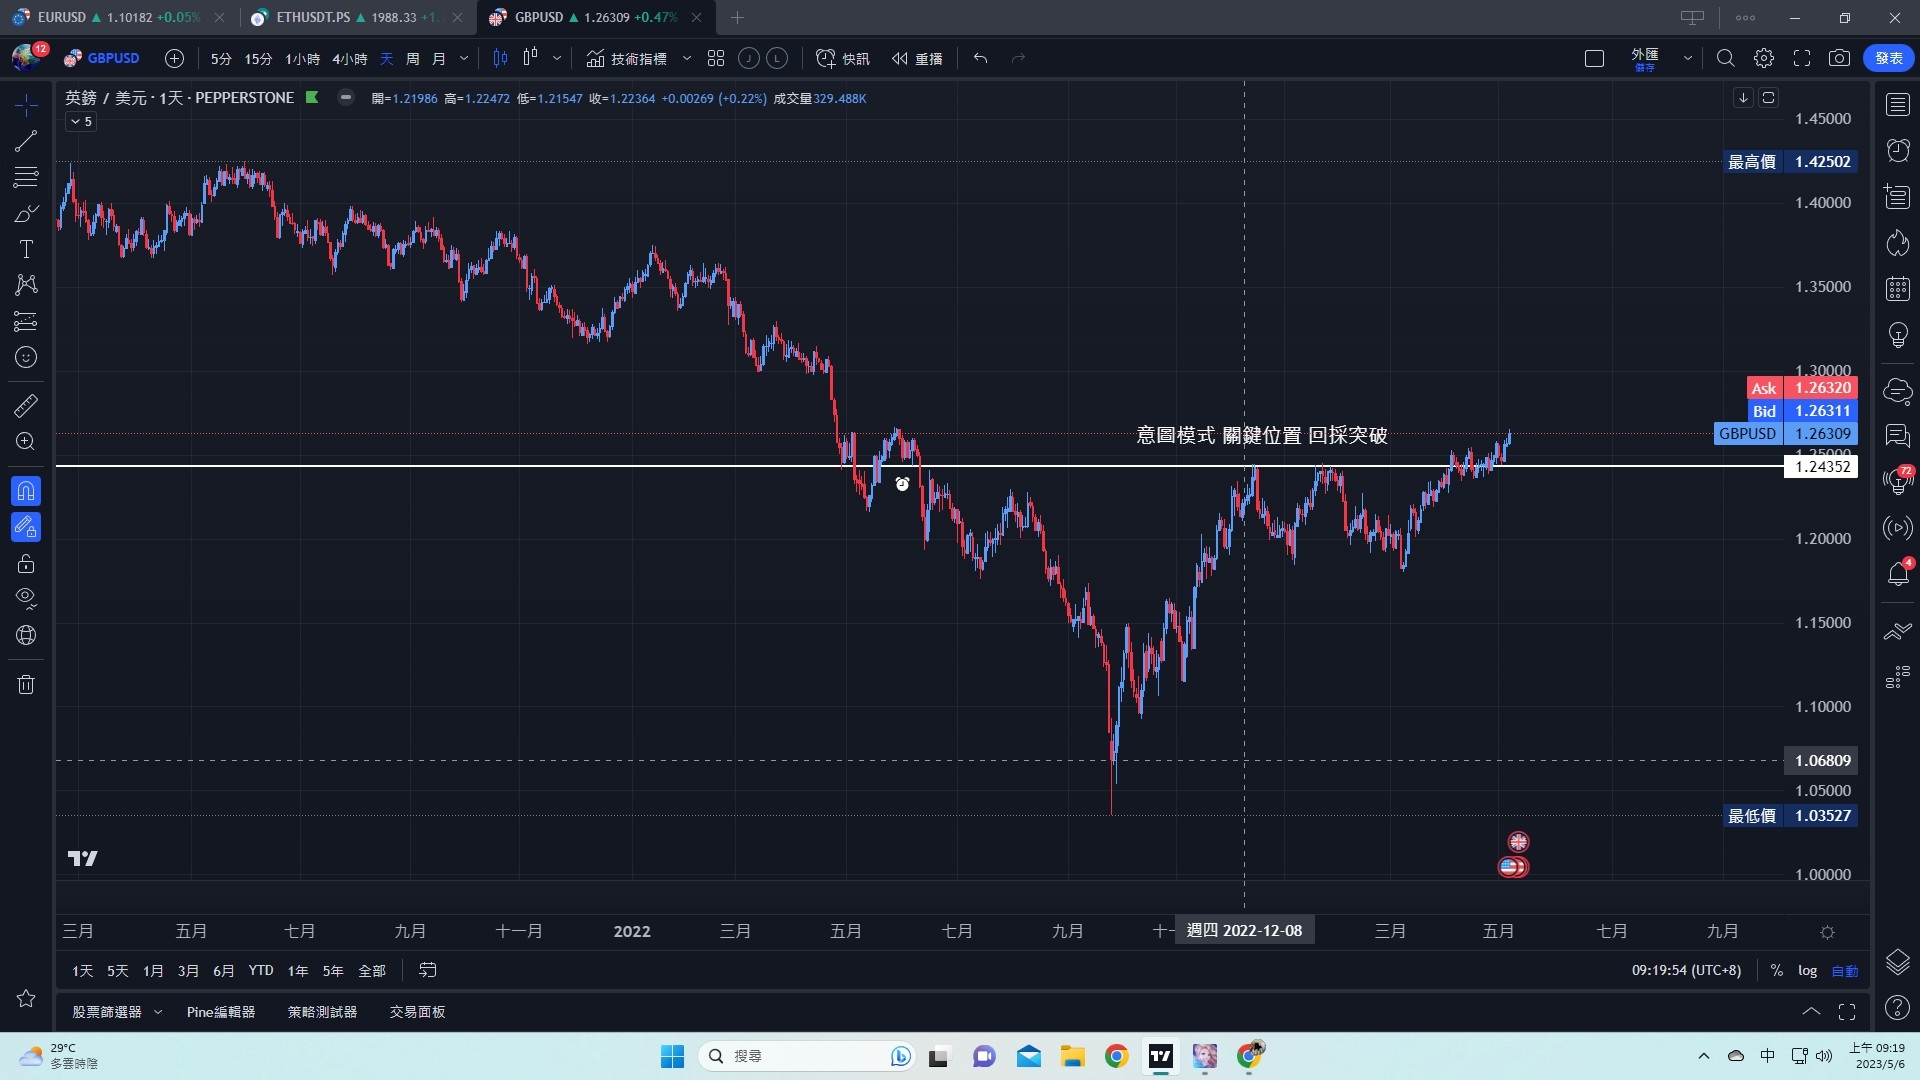 EURUSD ▲ 1.10182 +0.05%
ETHUSDT.PS ▲ 1988.33 +1.
GBPUSD ▲ 1.26309 +0.47%
12
GBPUSD
5分 15分 1小時 4小時 天 周 月
技術指標
J L
快訊
重播
外匯
儲存
發表
英鎊 / 美元 · 1天 · PEPPERSTONE
開=1.21986 高=1.22472 低=1.21547 收=1.22364 +0.00269 (+0.22%) 成交量329.488K
5
1.45000
最高價 1.42502
1.40000
1.35000
1.30000
Ask 1.26320
Bid 1.26311
意圖模式 關鍵位置 回採突破
GBPUSD 1.26309
1.25000
1.24352
72
1.20000
4
1.15000
1.10000
1.06809
1.05000
最低價 1.03527
1.00000
三月 五月 七月 九月 十一月 2022 三月 五月 七月 九月 十一 週四 2022-12-08 三月 五月 七月 九月
1天 5天 1月 3月 6月 YTD 1年 5年 全部
09:19:54 (UTC+8) % log 自動
股票篩選器 Pine編輯器 策略測試器 交易面板
29°C
多雲時陰
搜尋
中
上午 09:19
2023/5/6